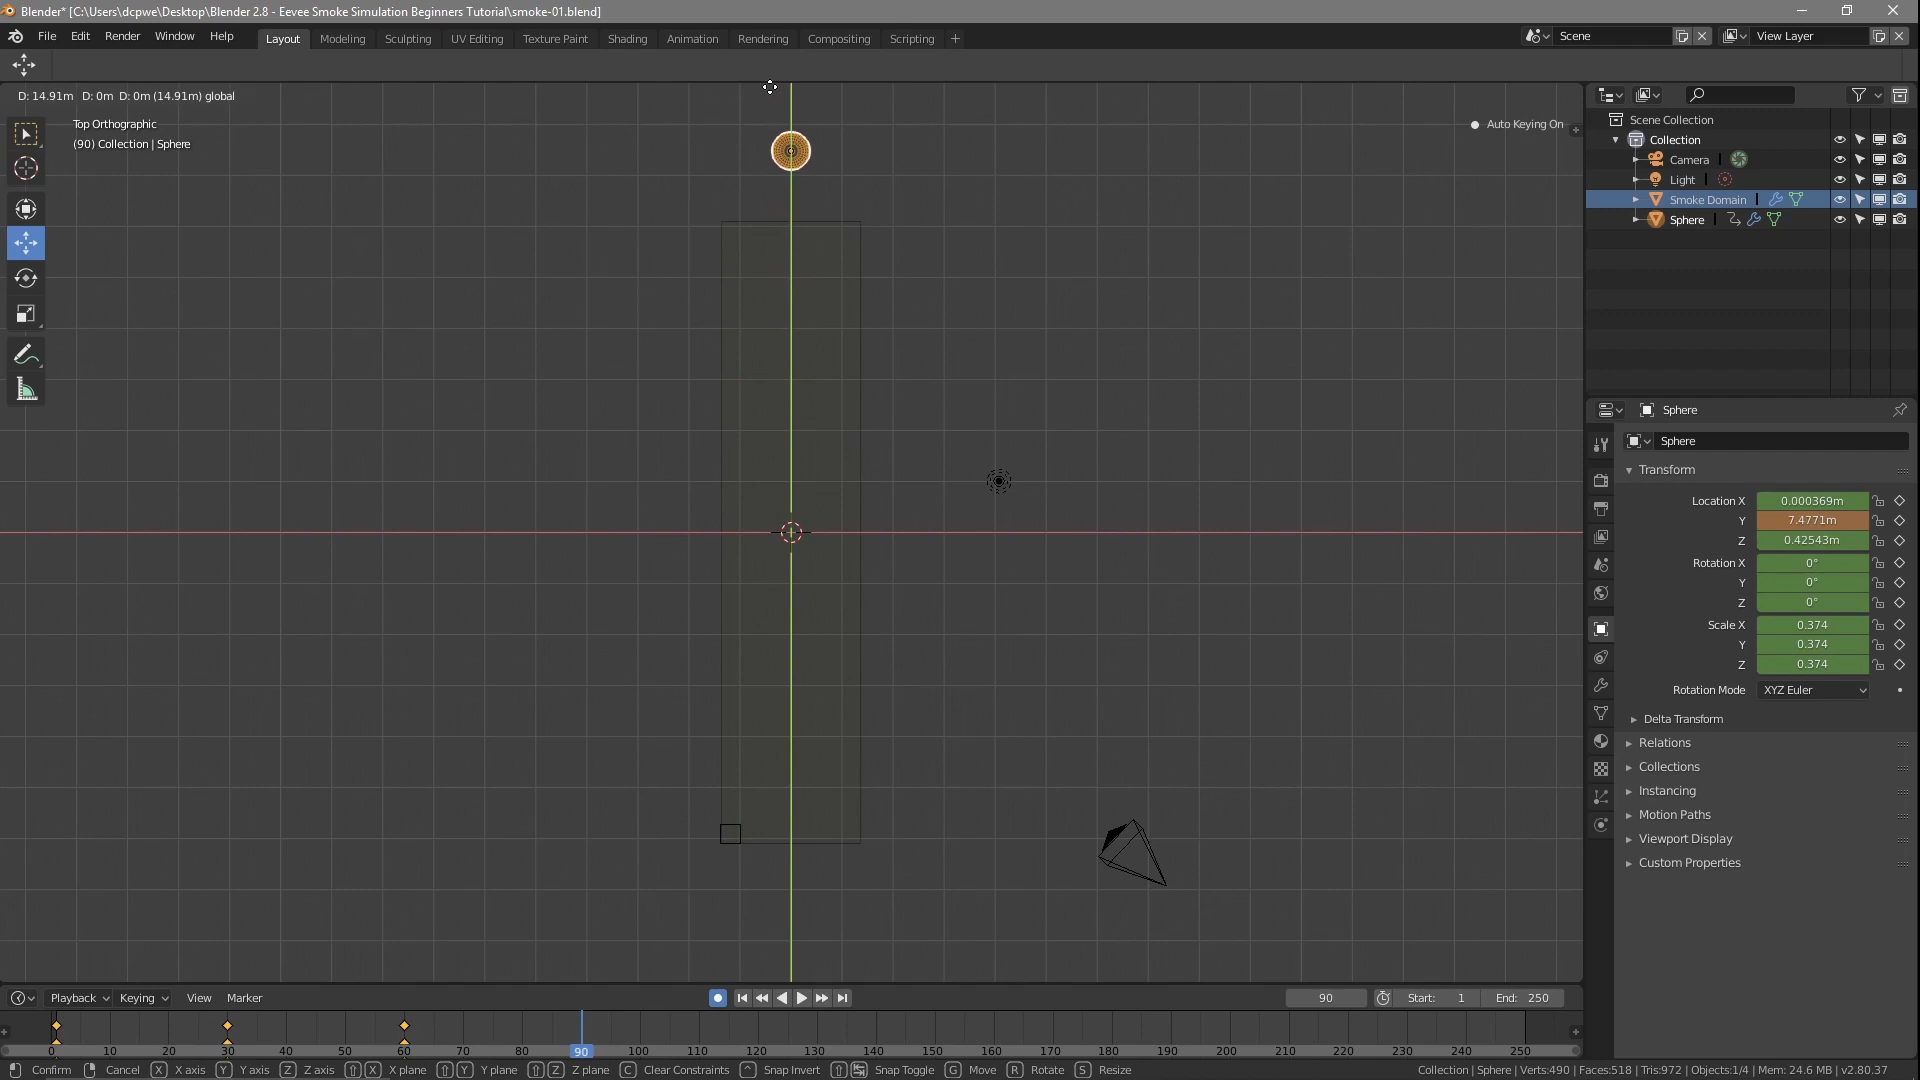 Blender* [C:\Users\dcpwe\Desktop\Blender 2.8 - Eevee Smoke Simulation Beginners Tutorial\smoke-01.blend]
File Edit Render Window Help Layout Modeling Sculpting UV Editing Texture Paint Shading Animation Rendering Compositing Scripting + Scene View Layer
D: 14.91m D: 0m D: 0m (14.91m) global
Top Orthographic
(90) Collection | Sphere
Auto Keying On
Scene Collection
Collection
Camera
Light
Smoke Domain
Sphere
Sphere
Sphere
Transform
Location X 0.000369m
Y 7.4771m
Z 0.42543m
Rotation X 0°
Y 0°
Z 0°
Scale X 0.374
Y 0.374
Z 0.374
Rotation Mode XYZ Euler
Delta Transform
Relations
Collections
Instancing
Motion Paths
Viewport Display
Custom Properties
Playback Keying View Marker 90 Start: 1 End: 250
0 10 20 30 40 50 60 70 80 90 100 110 120 130 140 150 160 170 180 190 200 210 220 230 240 250
Confirm Cancel X X axis Y Y axis Z Z axis X X plane Y Y plane Z Z plane C Clear Constraints ^ Snap Invert Snap Toggle G Move R Rotate S Resize Collection | Sphere | Verts:490 | Faces:518 | Tris:972 | Objects:1/4 | Mem: 24.6 MB | v2.80.37